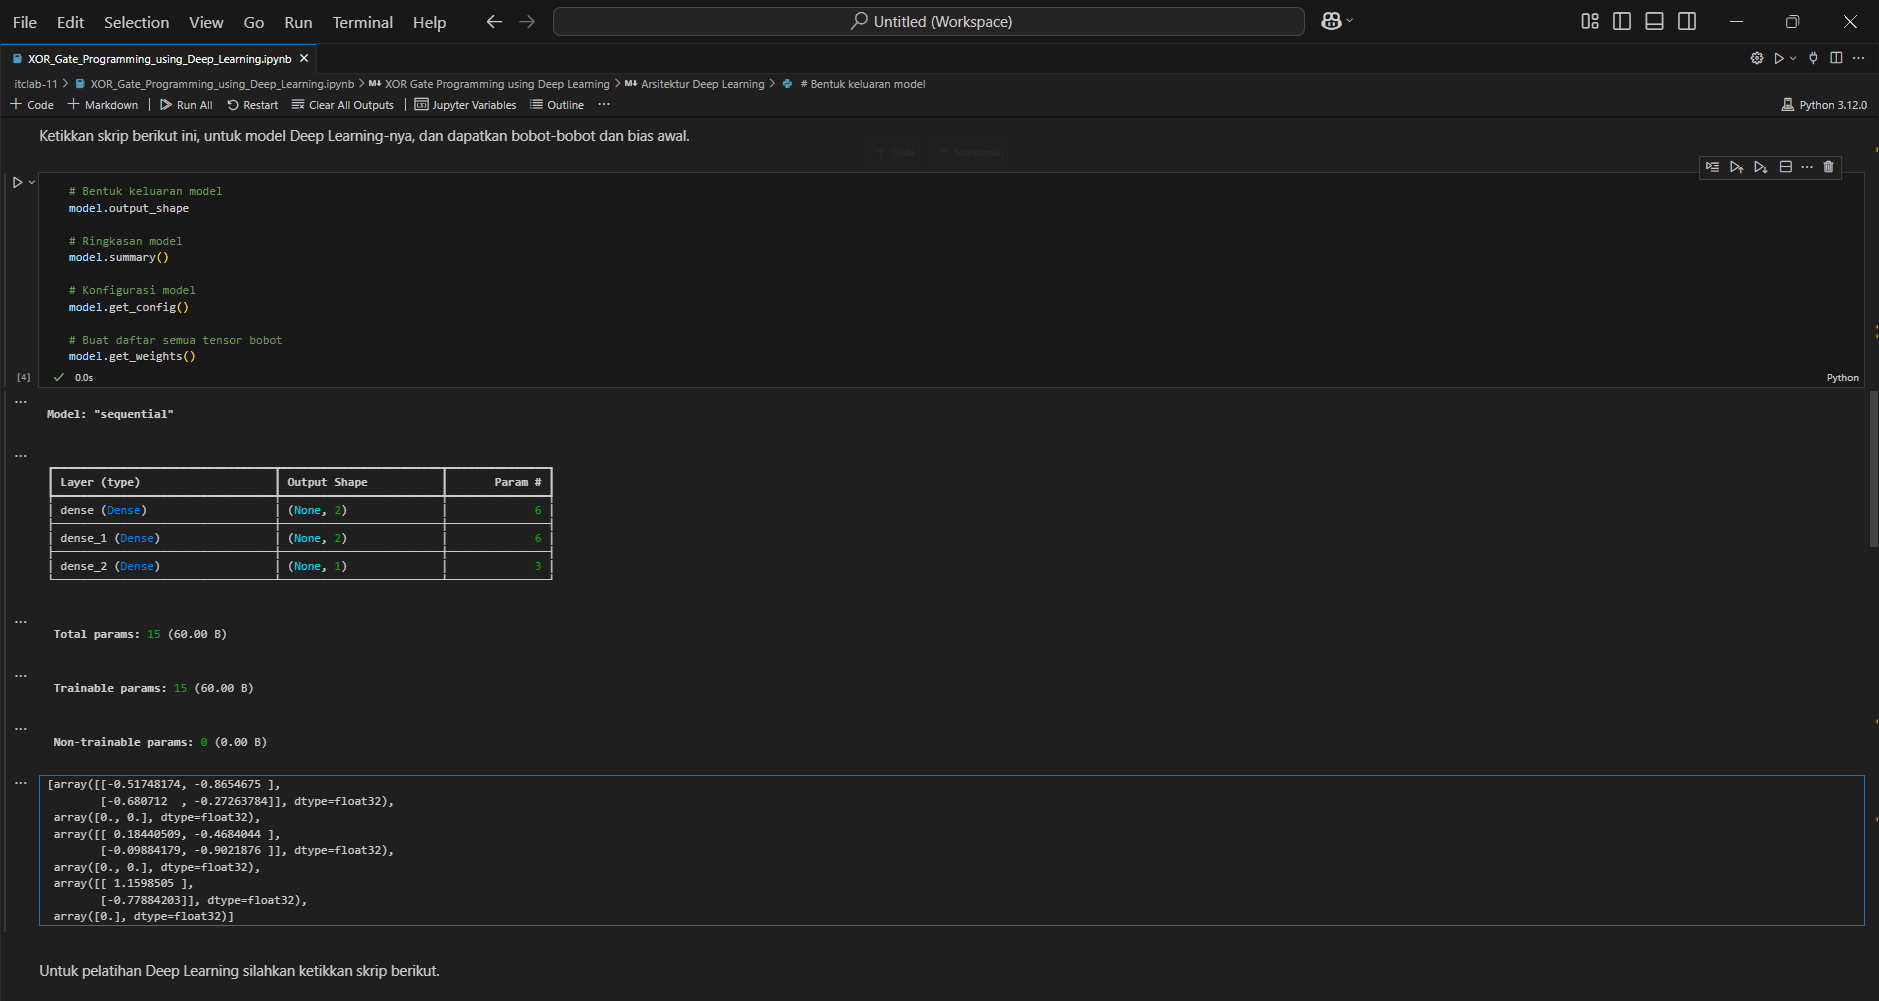 File Edit Selection View Go Run Terminal Help Untitled (Workspace)
XOR_Gate_Programming_using_Deep_Learning.ipynb
itclab-11 > XOR_Gate_Programming_using_Deep_Learning.ipynb > M↓ XOR Gate Programming using Deep Learning > M↓ Arsitektur Deep Learning > # Bentuk keluaran model
+ Code + Markdown | Run All Restart Clear All Outputs | Jupyter Variables Outline ... Python 3.12.0
Ketikkan skrip berikut ini, untuk model Deep Learning-nya, dan dapatkan bobot-bobot dan bias awal.
+ Code + Markdown
# Bentuk keluaran model
model.output_shape
# Ringkasan model
model.summary()
# Konfigurasi model
model.get_config()
# Buat daftar semua tensor bobot
model.get_weights()
[4] 0.0s Python
Model: "sequential"
Layer (type) Output Shape Param #
dense (Dense) (None, 2) 6
dense_1 (Dense) (None, 2) 6
dense_2 (Dense) (None, 1) 3
Total params: 15 (60.00 B)
Trainable params: 15 (60.00 B)
Non-trainable params: 0 (0.00 B)
[array([[-0.51748174, -0.8654675 ],
[-0.680712  , -0.27263784]], dtype=float32),
array([0., 0.], dtype=float32),
array([[ 0.18440509, -0.4684044 ],
[-0.09884179, -0.9021876 ]], dtype=float32),
array([0., 0.], dtype=float32),
array([[ 1.1598505 ],
[-0.77884203]], dtype=float32),
array([0.], dtype=float32)]
Untuk pelatihan Deep Learning silahkan ketikkan skrip berikut.